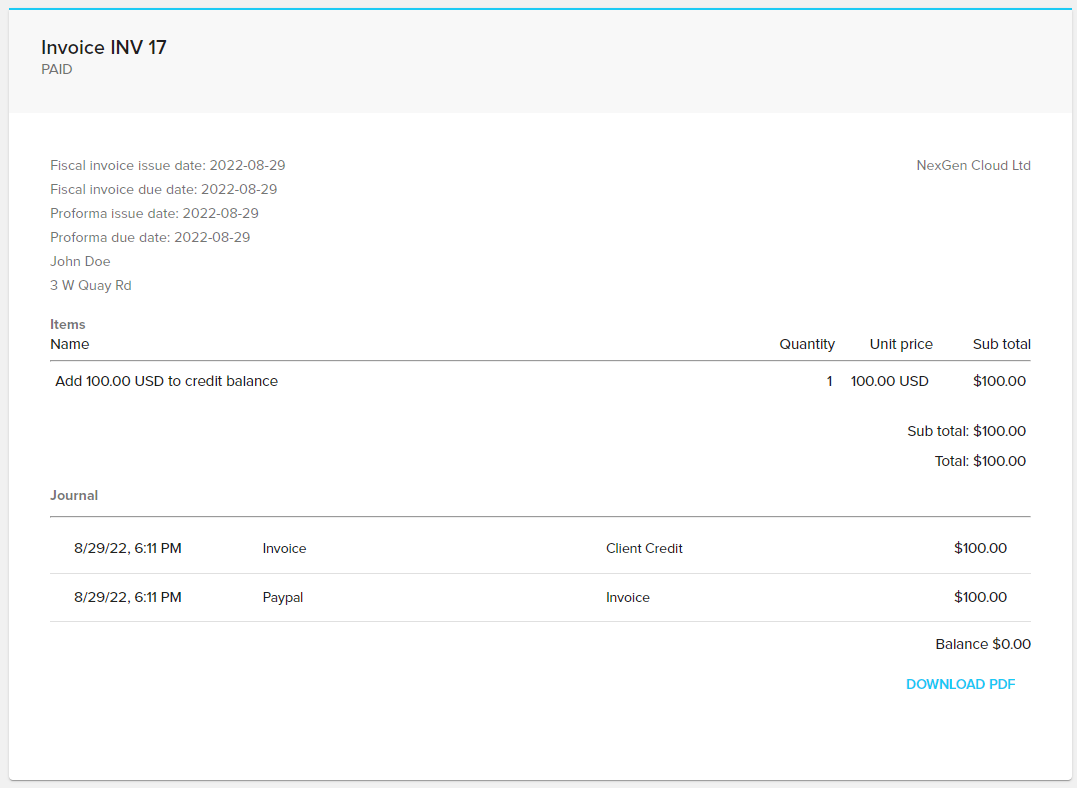 Invoice INV 17
PAID
Fiscal invoice issue date: 2022-08-29
NexGen Cloud Ltd
Fiscal invoice due date: 2022-08-29
Proforma issue date: 2022-08-29
Proforma due date: 2022-08-29
John Doe
3 W Quay Rd
Items
Name Quantity Unit price Sub total
Add 100.00 USD to credit balance 1 100.00 USD $100.00
Sub total: $100.00
Total: $100.00
Journal
8/29/22, 6:11 PM Invoice Client Credit $100.00
8/29/22, 6:11 PM Paypal Invoice $100.00
Balance $0.00
DOWNLOAD PDF